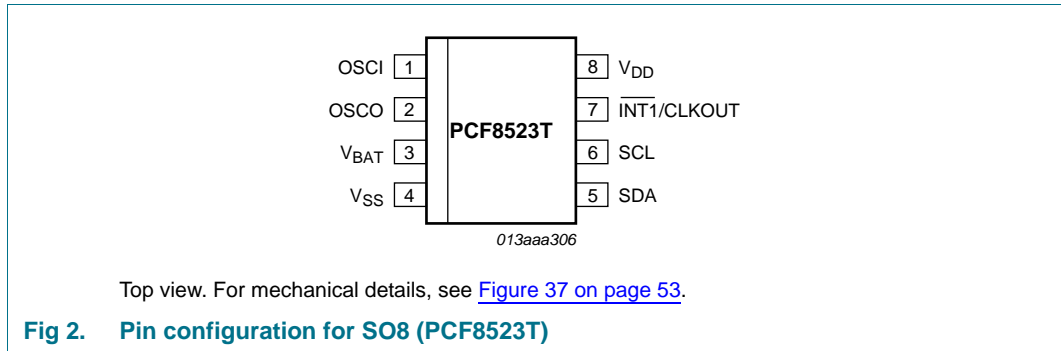 OSCI 1 8 VDD
OSCO 2 7 INT1/CLKOUT
PCF8523T
VBAT 3 6 SCL
VSS 4 5 SDA
013aaa306
Top view. For mechanical details, see Figure 37 on page 53.
Fig 2. Pin configuration for SO8 (PCF8523T)